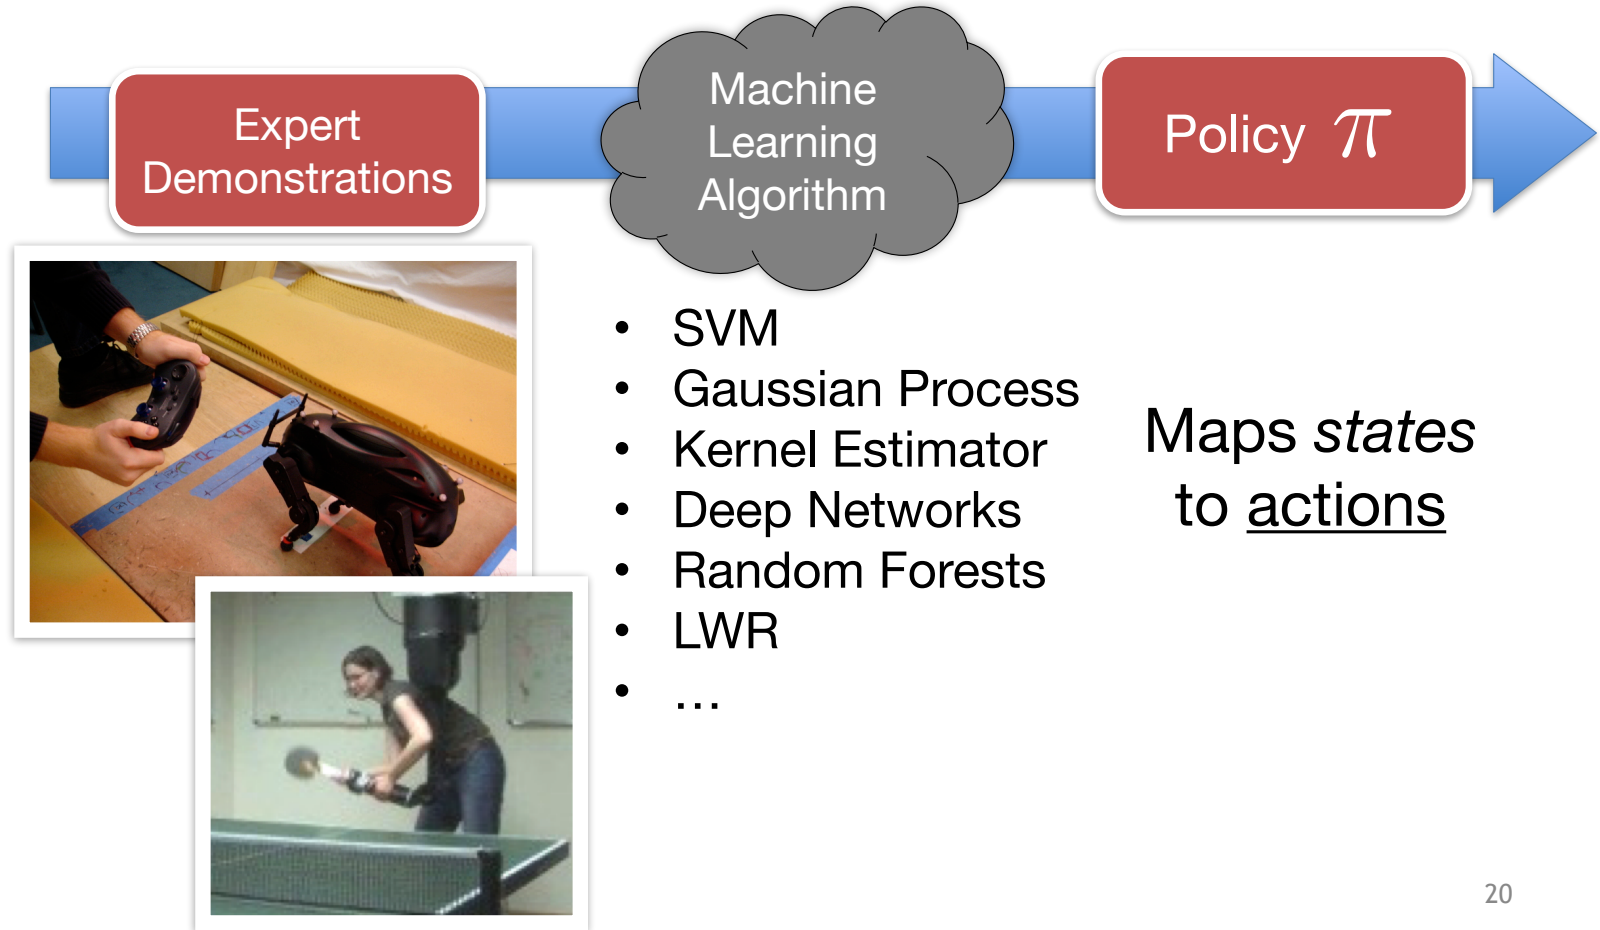 Expert
Demonstrations
Machine
Learning
Algorithm
Policy π
• SVM
• Gaussian Process
• Kernel Estimator
• Deep Networks
• Random Forests
• LWR
• …
Maps states
to actions
20